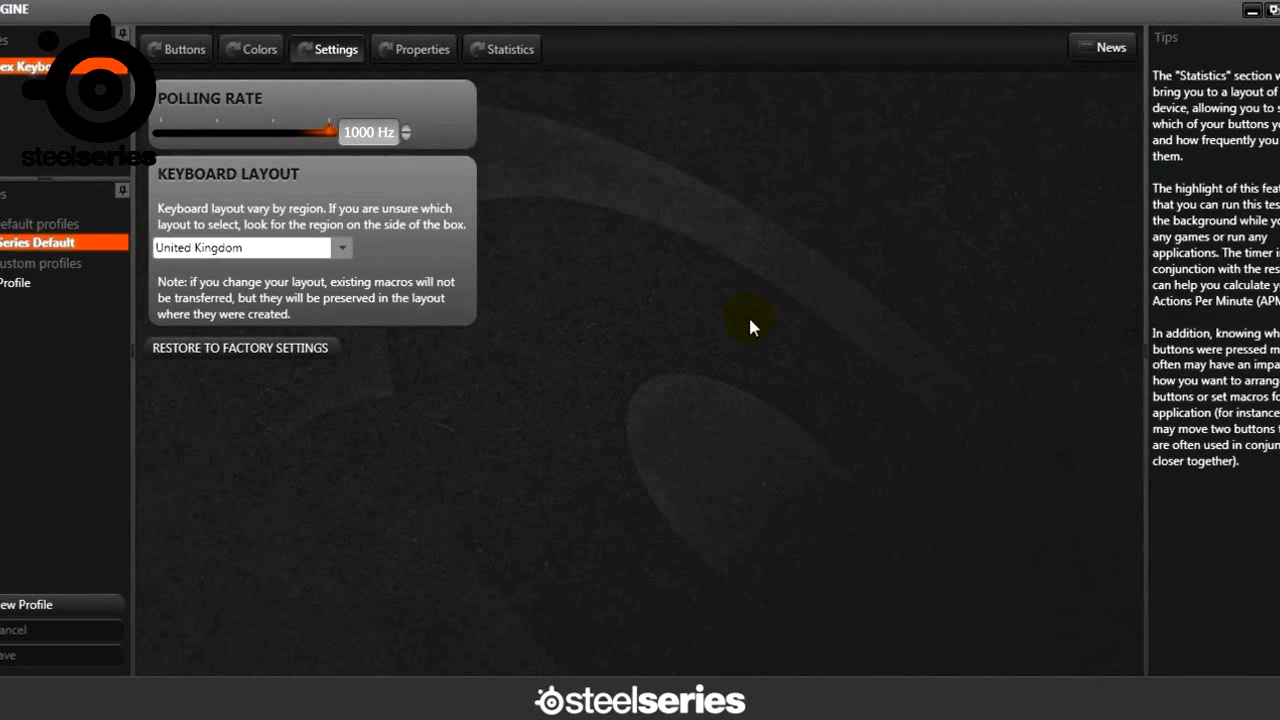 GINE
es
ex Keybo
steelseries
es
efault profiles
Series Default
ustom profiles
Profile
ew Profile
ancel
ave
Buttons
Colors
Settings
Properties
Statistics
News
POLLING RATE
1000 Hz
KEYBOARD LAYOUT
Keyboard layout vary by region. If you are unsure which
layout to select, look for the region on the side of the box.
United Kingdom
Note: if you change your layout, existing macros will not
be transferred, but they will be preserved in the layout
where they were created.
RESTORE TO FACTORY SETTINGS
Tips
The "Statistics" section w
bring you to a layout of
device, allowing you to s
which of your buttons yo
and how frequently you
them.
The highlight of this fea
that you can run this tes
the background while yo
any games or run any
applications. The timer i
conjunction with the res
can help you calculate yo
Actions Per Minute (APM
In addition, knowing whi
buttons were pressed m
often may have an impa
how you want to arrang
buttons or set macros fo
application (for instance
may move two buttons t
are often used in conjun
closer together).
steelseries